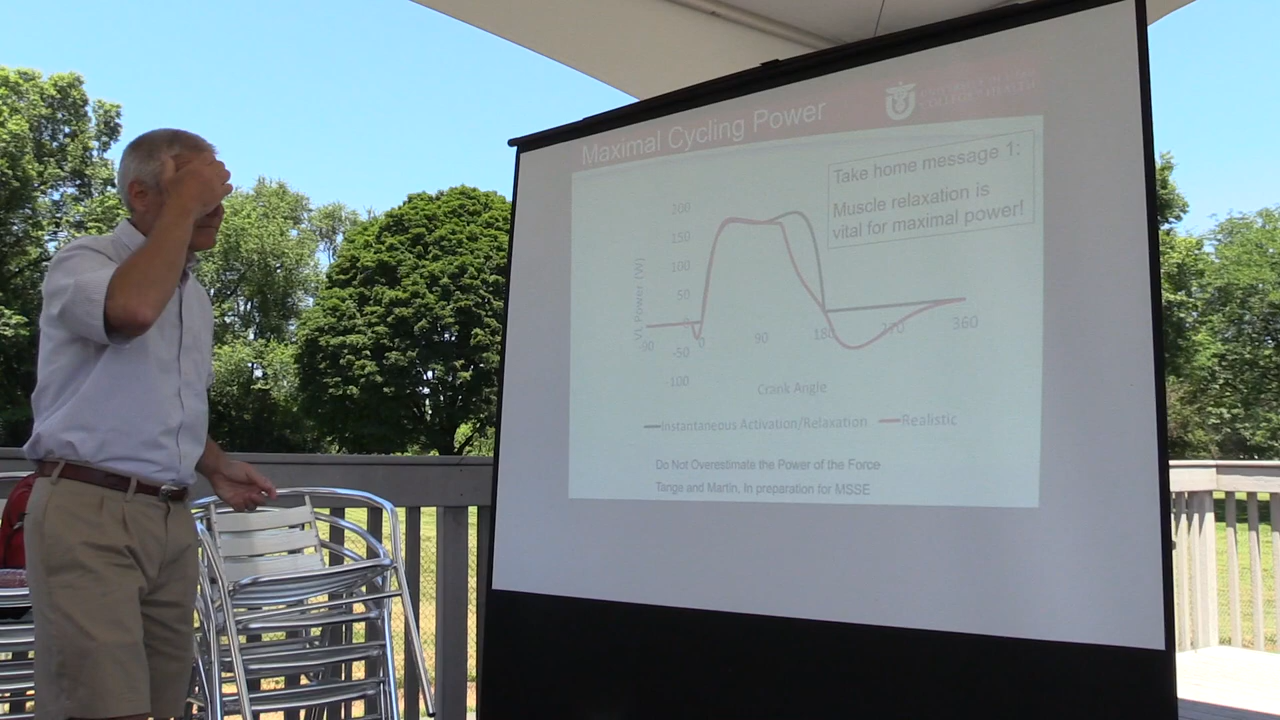 Maximal Cycling Power
COLLEGE HEALTH
Take home message 1:
Muscle relaxation is
vital for maximal power!
VL Power (W)
200
150
100
50
0
-50
-100
-90
0
90
180
270
360
Crank Angle
Instantaneous Activation/Relaxation
Realistic
Do Not Overestimate the Power of the Force
Tange and Martin, In preparation for MSSE